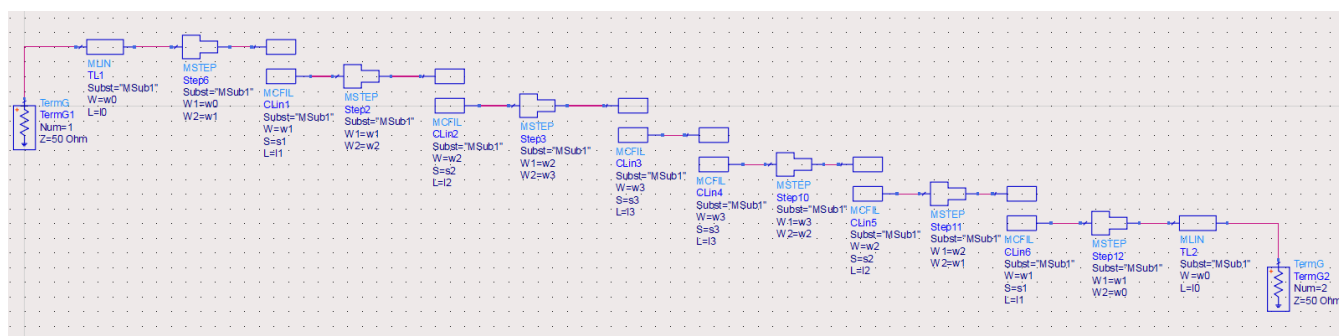 TermG
TermG1
Num=1
Z=50 Ohm
MLIN
TL1
Subst="MSub1"
W=w0
L=l0
MSTEP
Step6
Subst="MSub1"
W1=w0
W2=w1
MCFIL
CLin1
Subst="MSub1"
W=w1
S=s1
L=l1
MSTEP
Step2
Subst="MSub1"
W1=w1
W2=w2
MCFIL
CLin2
Subst="MSub1"
W=w2
S=s2
L=l2
MSTEP
Step3
Subst="MSub1"
W1=w2
W2=w3
MCFIL
CLin3
Subst="MSub1"
W=w3
S=s3
L=l3
MCFIL
CLin4
Subst="MSub1"
W=w3
S=s3
L=l3
MSTEP
Step10
Subst="MSub1"
W1=w3
W2=w2
MCFIL
CLin5
Subst="MSub1"
W=w2
S=s2
L=l2
MSTEP
Step11
Subst="MSub1"
W1=w2
W2=w1
MCFIL
CLin6
Subst="MSub1"
W=w1
S=s1
L=l1
MSTEP
Step12
Subst="MSub1"
W1=w1
W2=w0
MLIN
TL2
Subst="MSub1"
W=w0
L=l0
TermG
TermG2
Num=2
Z=50 Ohm